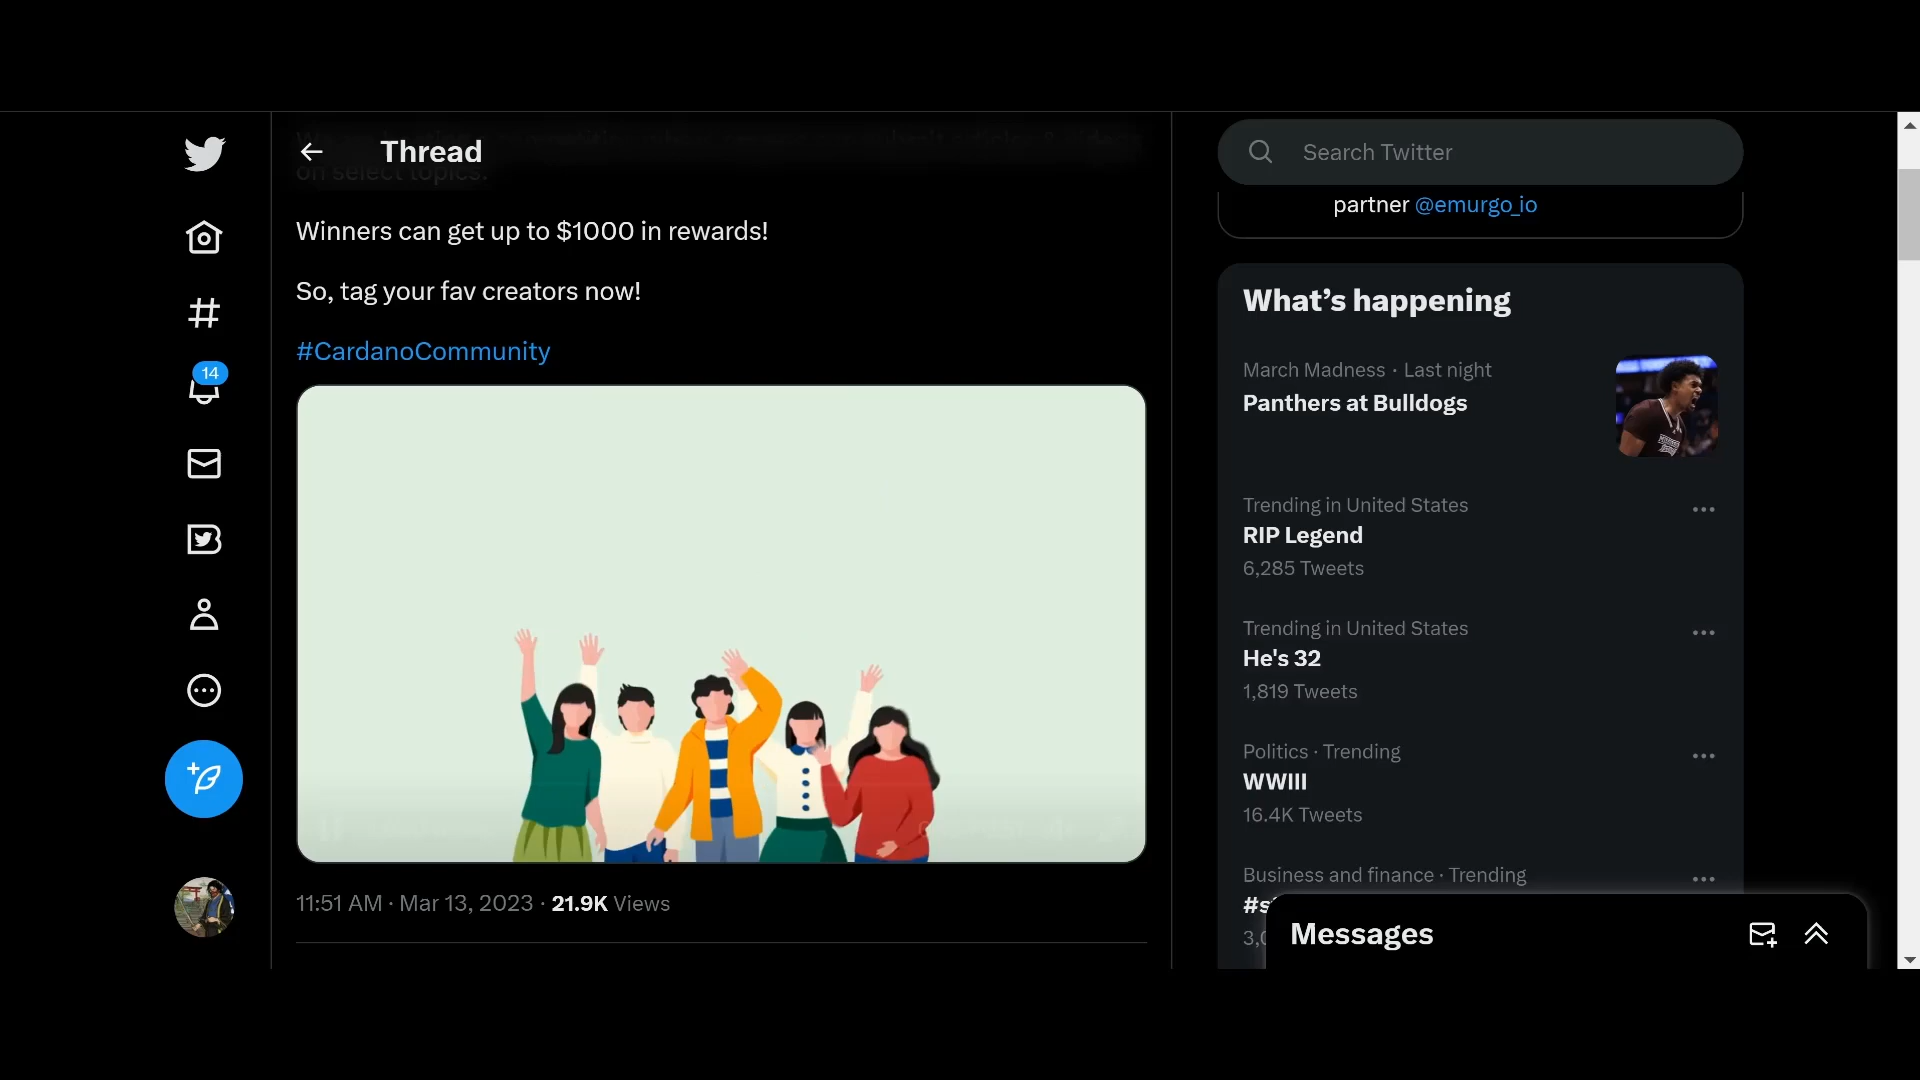 Thread
on select topics.
Winners can get up to $1000 in rewards!
So, tag your fav creators now!
#CardanoCommunity
11:51 AM · Mar 13, 2023 · 21.9K Views
14
Search Twitter
partner @emurgo_io
What's happening
March Madness · Last night
Panthers at Bulldogs
Trending in United States
RIP Legend
6,285 Tweets
Trending in United States
He's 32
1,819 Tweets
Politics · Trending
WWIII
16.4K Tweets
Business and finance · Trending
Messages